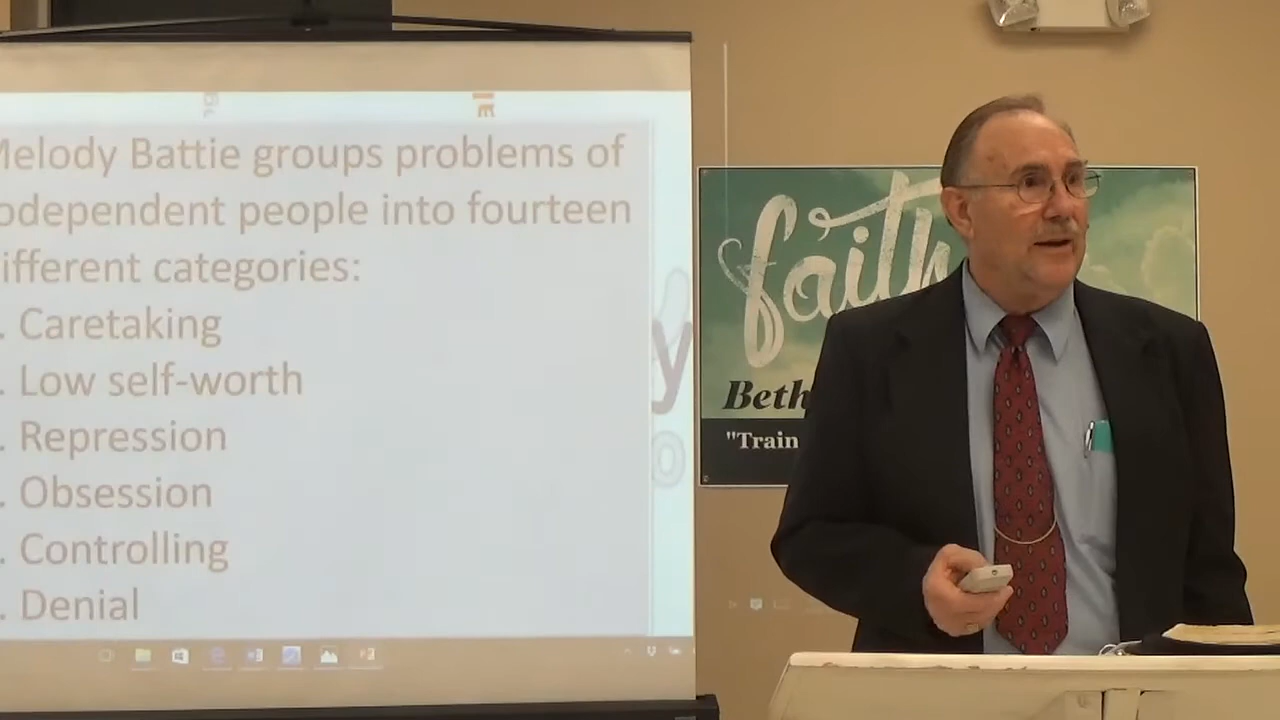 Melody Battie groups problems of
odependent people into fourteen
ifferent categories:
. Caretaking
. Low self-worth
. Repression
. Obsession
. Controlling
. Denial
faith
Beth
"Train